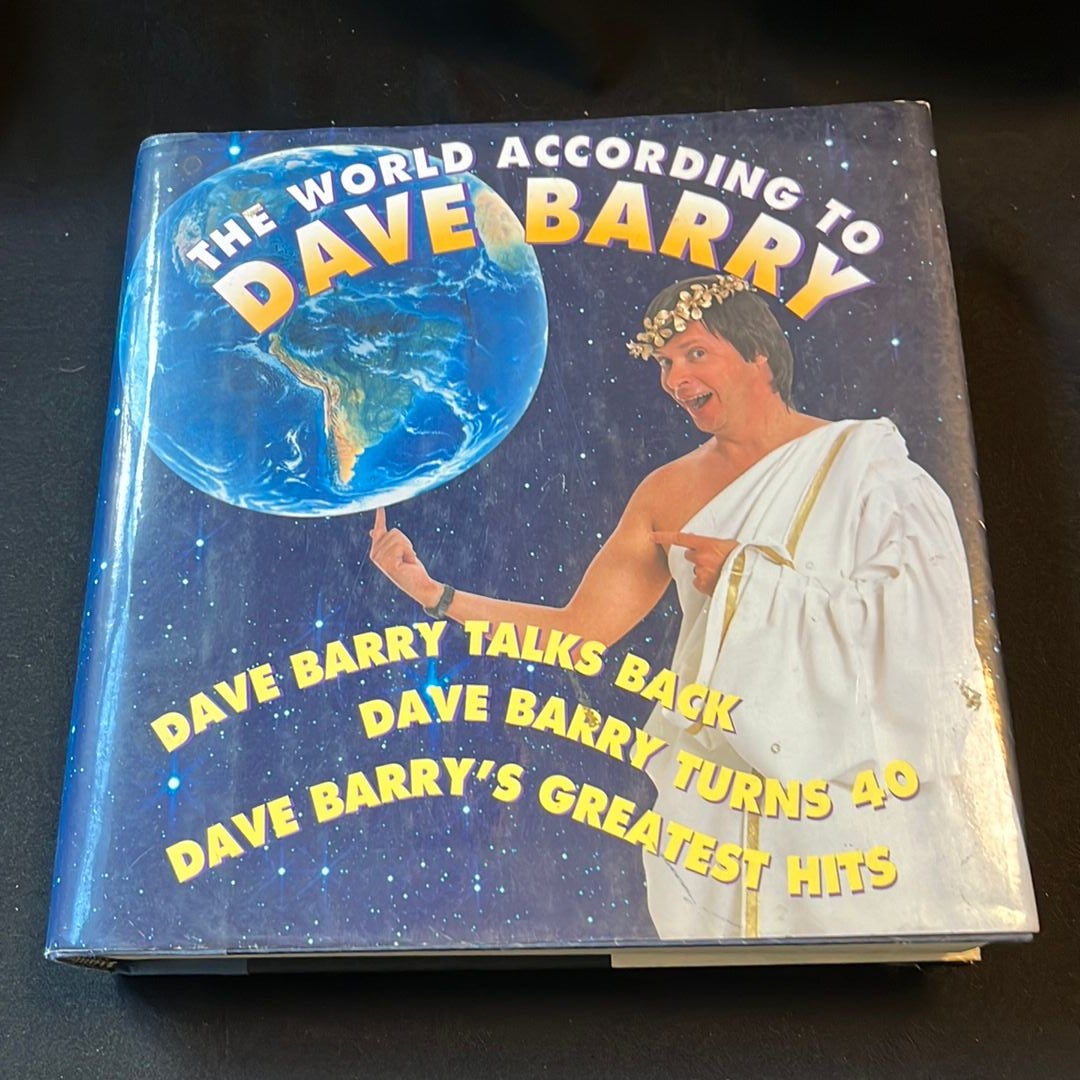 THE WORLD ACCORDING TO
DAVE BARRY
DAVE BARRY TALKS BACK
DAVE BARRY TURNS 40
DAVE BARRY'S GREATEST HITS